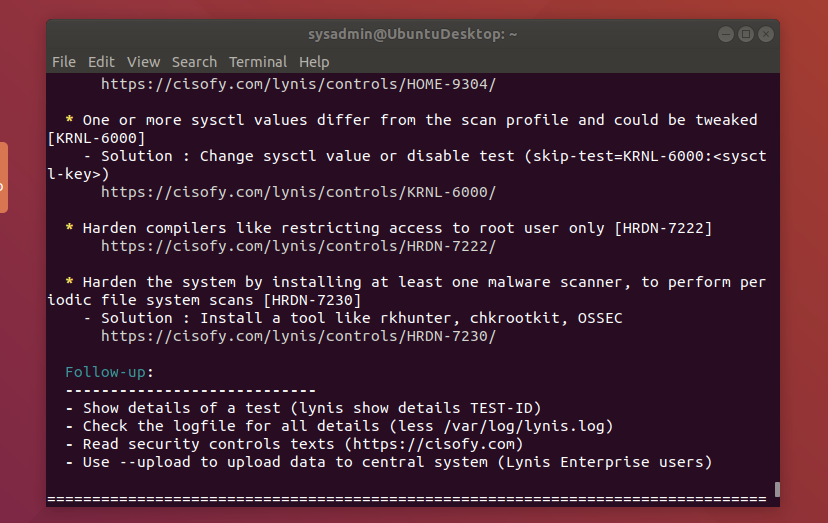 sysadmin@UbuntuDesktop: ~
File Edit View Search Terminal Help
https://cisofy.com/lynis/controls/HOME-9304/
* One or more sysctl values differ from the scan profile and could be tweaked
[KRNL-6000]
- Solution : Change sysctl value or disable test (skip-test=KRNL-6000:<sysct
l-key>)
https://cisofy.com/lynis/controls/KRNL-6000/
* Harden compilers like restricting access to root user only [HRDN-7222]
https://cisofy.com/lynis/controls/HRDN-7222/
* Harden the system by installing at least one malware scanner, to perform per
iodic file system scans [HRDN-7230]
- Solution : Install a tool like rkhunter, chkrootkit, OSSEC
https://cisofy.com/lynis/controls/HRDN-7230/
Follow-up:
----------------------------
- Show details of a test (lynis show details TEST-ID)
- Check the logfile for all details (less /var/log/lynis.log)
- Read security controls texts (https://cisofy.com)
- Use --upload to upload data to central system (Lynis Enterprise users)
================================================================================